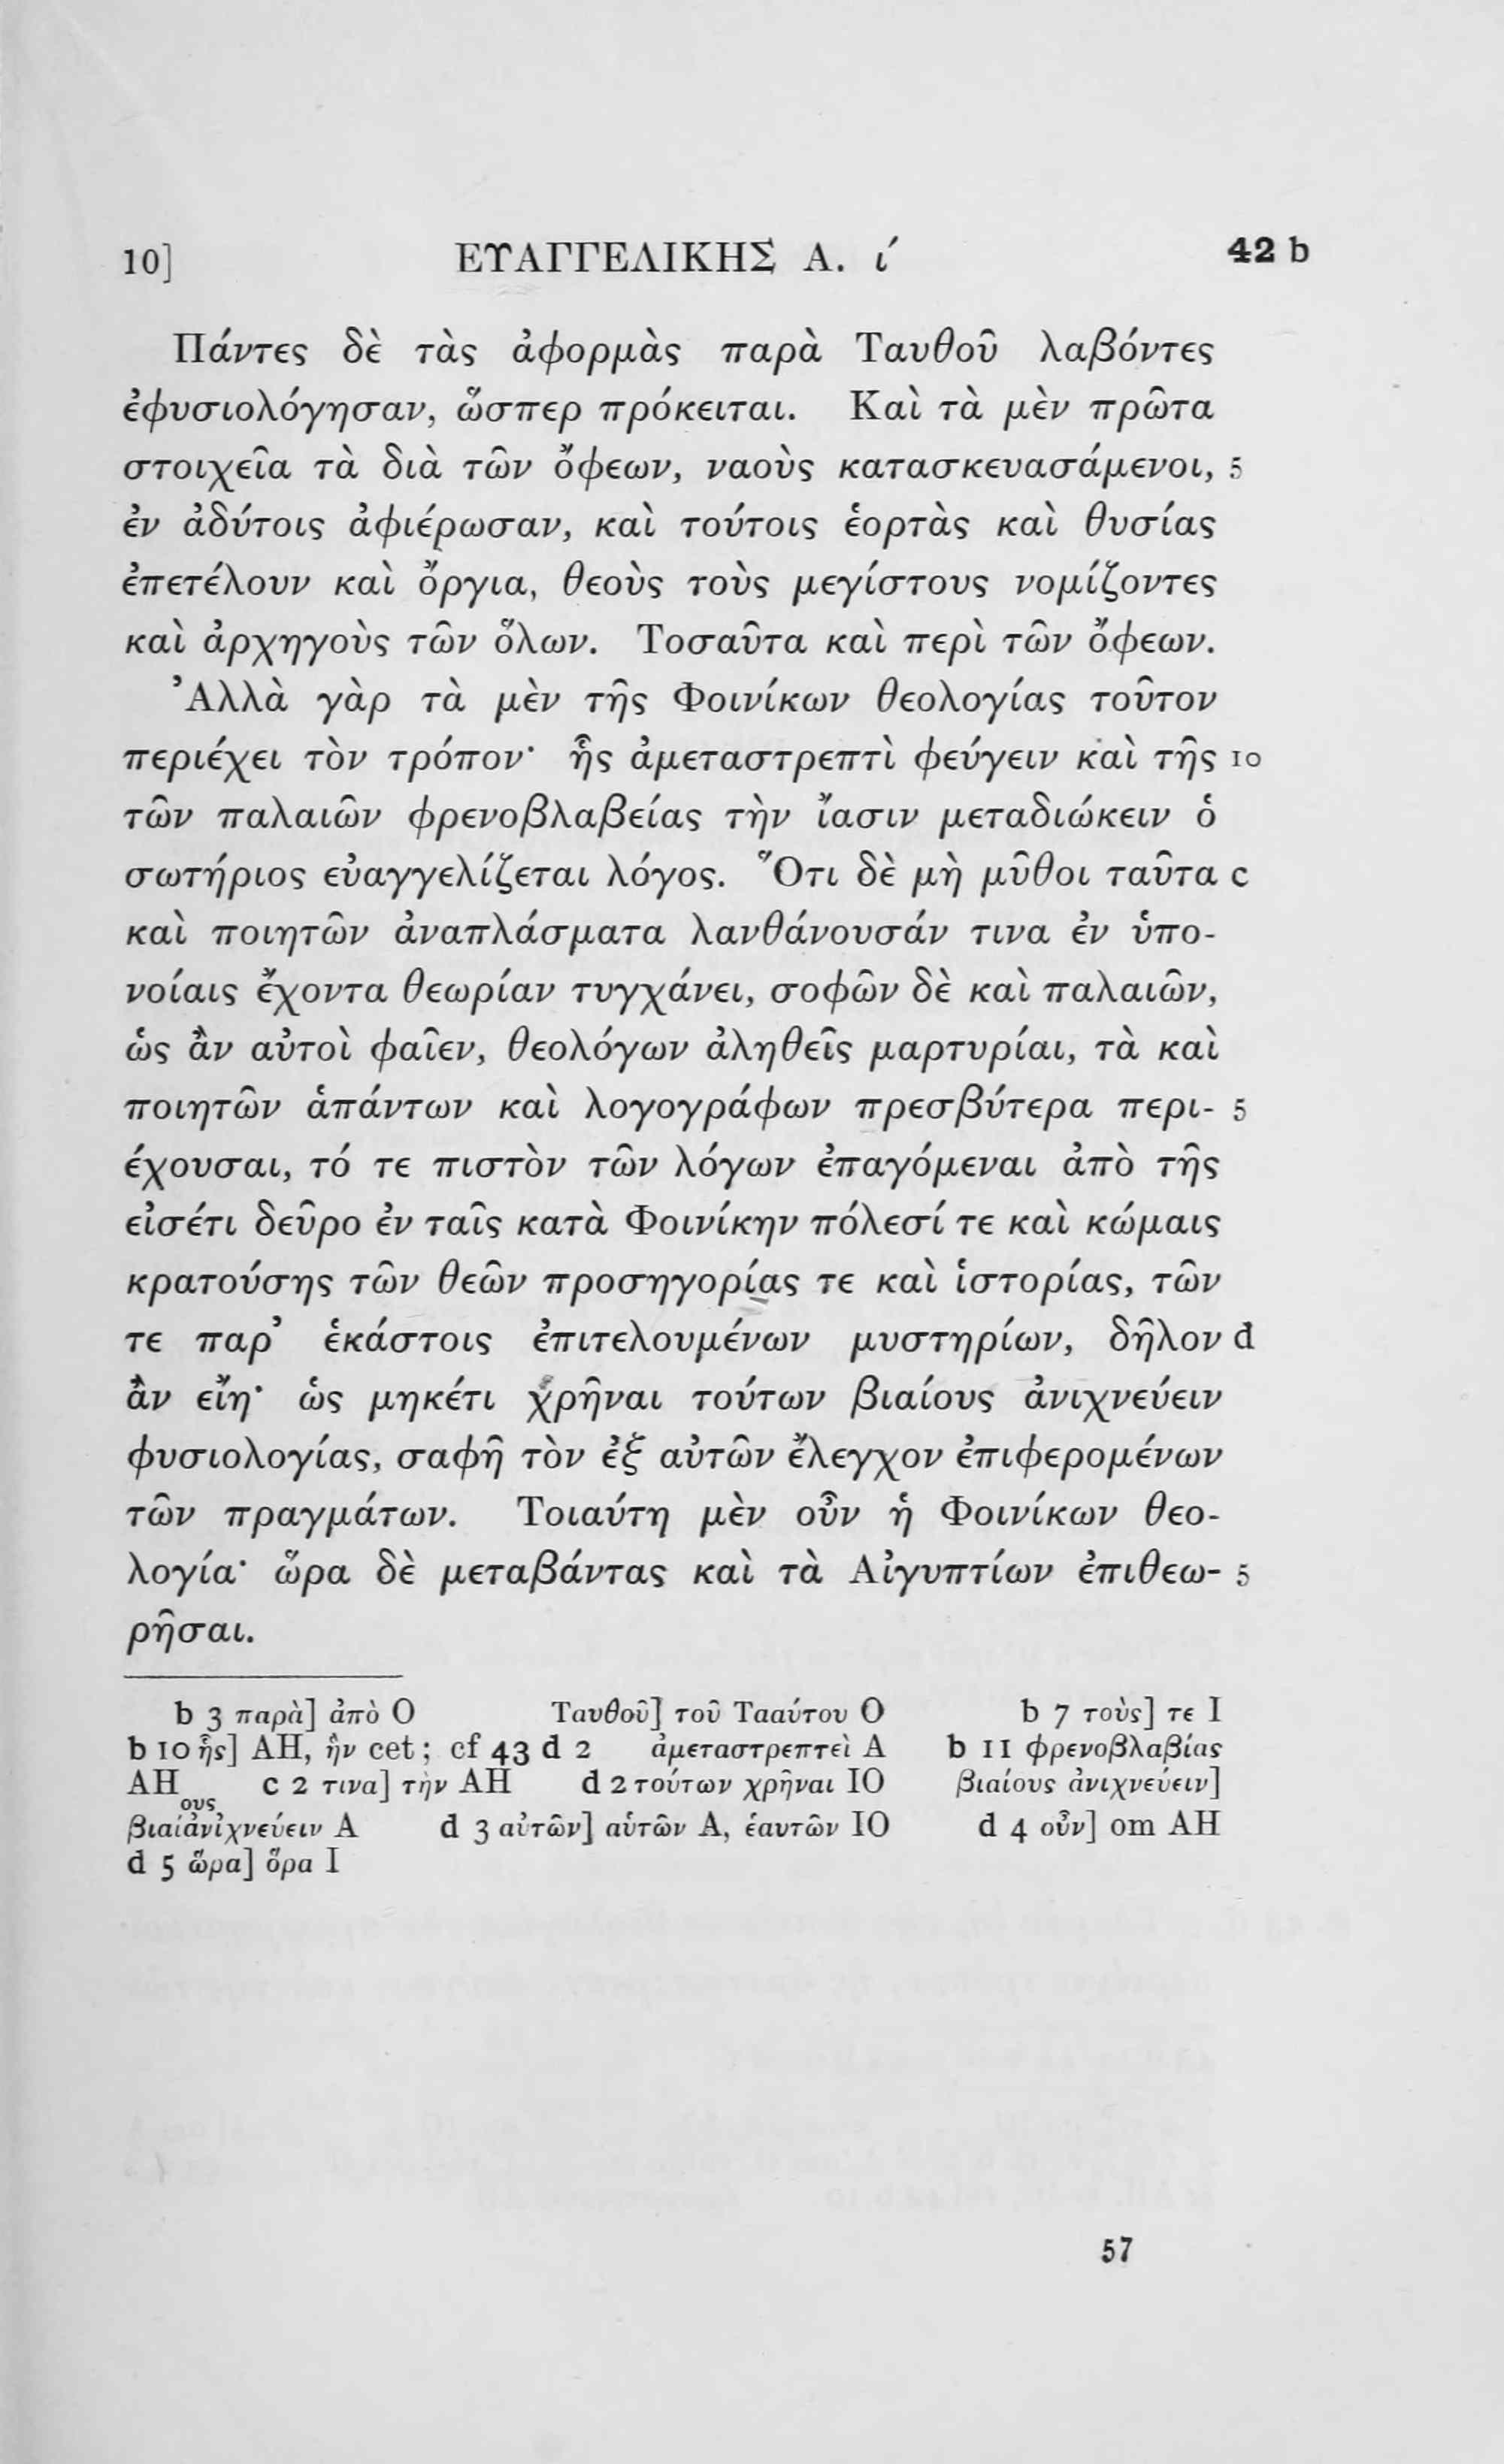 10] ΕΥΑΓΓΕΛΙΚΗΣ Α. ί 42 b
Πάντες δὲ τὰς ἀφορμὰς παρὰ Ταυθοῦ λαβόντες
ἐφυσιολόγησαν, ὥσπερ πρόκειται. Καὶ τὰ μὲν πρῶτα
στοιχεῖα τὰ διὰ τῶν ὄφεων, ναοὺς κατασκευασάμενοι, 5
ἐν ἀδύτοις ἀφιέρωσαν, καὶ τούτοις ἑορτὰς καὶ θυσίας
ἐπετέλουν καὶ ὄργια, θεοὺς τοὺς μεγίστους νομίζοντες
καὶ ἀρχηγοὺς τῶν ὅλων. Τοσαῦτα καὶ περὶ τῶν ὄφεων.
Ἀλλὰ γὰρ τὰ μὲν τῆς Φοινίκων θεολογίας τοῦτον
περιέχει τὸν τρόπον· ἧς ἀμεταστρεπτὶ φεύγειν καὶ τῆς 10
τῶν παλαιῶν φρενοβλαβείας τὴν ἴασιν μεταδιώκειν ὁ
σωτήριος εὐαγγελίζεται λόγος. Ὅτι δὲ μὴ μῦθοι ταῦτα c
καὶ ποιητῶν ἀναπλάσματα λανθάνουσάν τινα ἐν ὑπο-
νοίαις ἔχοντα θεωρίαν τυγχάνει, σοφῶν δὲ καὶ παλαιῶν,
ὡς ἂν αὐτοὶ φαῖεν, θεολόγων ἀληθεῖς μαρτυρίαι, τὰ καὶ
ποιητῶν ἁπάντων καὶ λογογράφων πρεσβύτερα περι- 5
έχουσαι, τό τε πιστὸν τῶν λόγων ἐπαγόμεναι ἀπὸ τῆς
εἰσέτι δεῦρο ἐν ταῖς κατὰ Φοινίκην πόλεσί τε καὶ κώμαις
κρατούσης τῶν θεῶν προσηγορίας τε καὶ ἱστορίας, τῶν
τε παρ᾽ ἑκάστοις ἐπιτελουμένων μυστηρίων, δῆλον d
ἂν εἴη· ὡς μηκέτι χρῆναι τούτων βιαίους ἀνιχνεύειν
φυσιολογίας, σαφῆ τὸν ἐξ αὐτῶν ἔλεγχον ἐπιφερομένων
τῶν πραγμάτων. Τοιαύτη μὲν οὖν ἡ Φοινίκων θεο-
λογία· ὥρα δὲ μεταβάντας καὶ τὰ Αἰγυπτίων ἐπιθεω- 5
ρῆσαι.
b 3 παρὰ] ἀπὸ O Ταυθοῦ] τοῦ Τααύτου O b 7 τοὺς] τε I
b 10 ἧς] AH, ἣν cet; cf 43 d 2 ἀμεταστρεπτεὶ A b 11 φρενοβλαβίας
AH c 2 τινα] τὴν AH d 2 τούτων χρῆναι IO βιαίους ἀνιχνεύειν]
ους
βιαίἀνἰχνεύειν A d 3 αὐτῶν] αὑτῶν A, ἑαυτῶν IO d 4 οὖν] om AH
d 5 ὥρα] ὅρα I
57